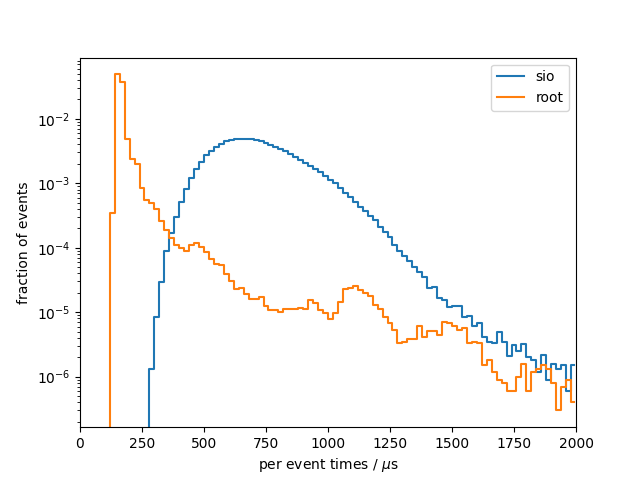 sio
root
fraction of events
10⁻²
10⁻³
10⁻⁴
10⁻⁵
10⁻⁶
0 250 500 750 1000 1250 1500 1750 2000
per event times / μs